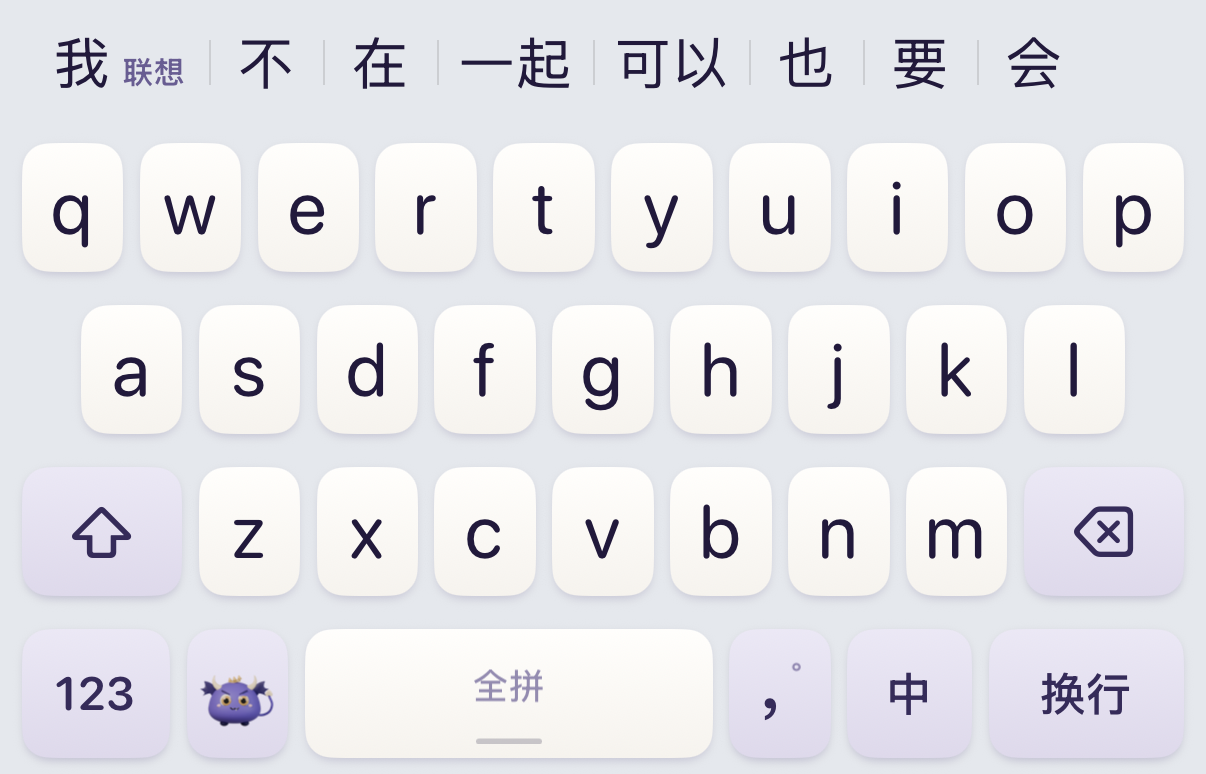 我 联想 不 在 一起 可以 也 要 会
q w e r t y u i o p
a s d f g h j k l
z x c v b n m
123 全拼 ，。 中 换行